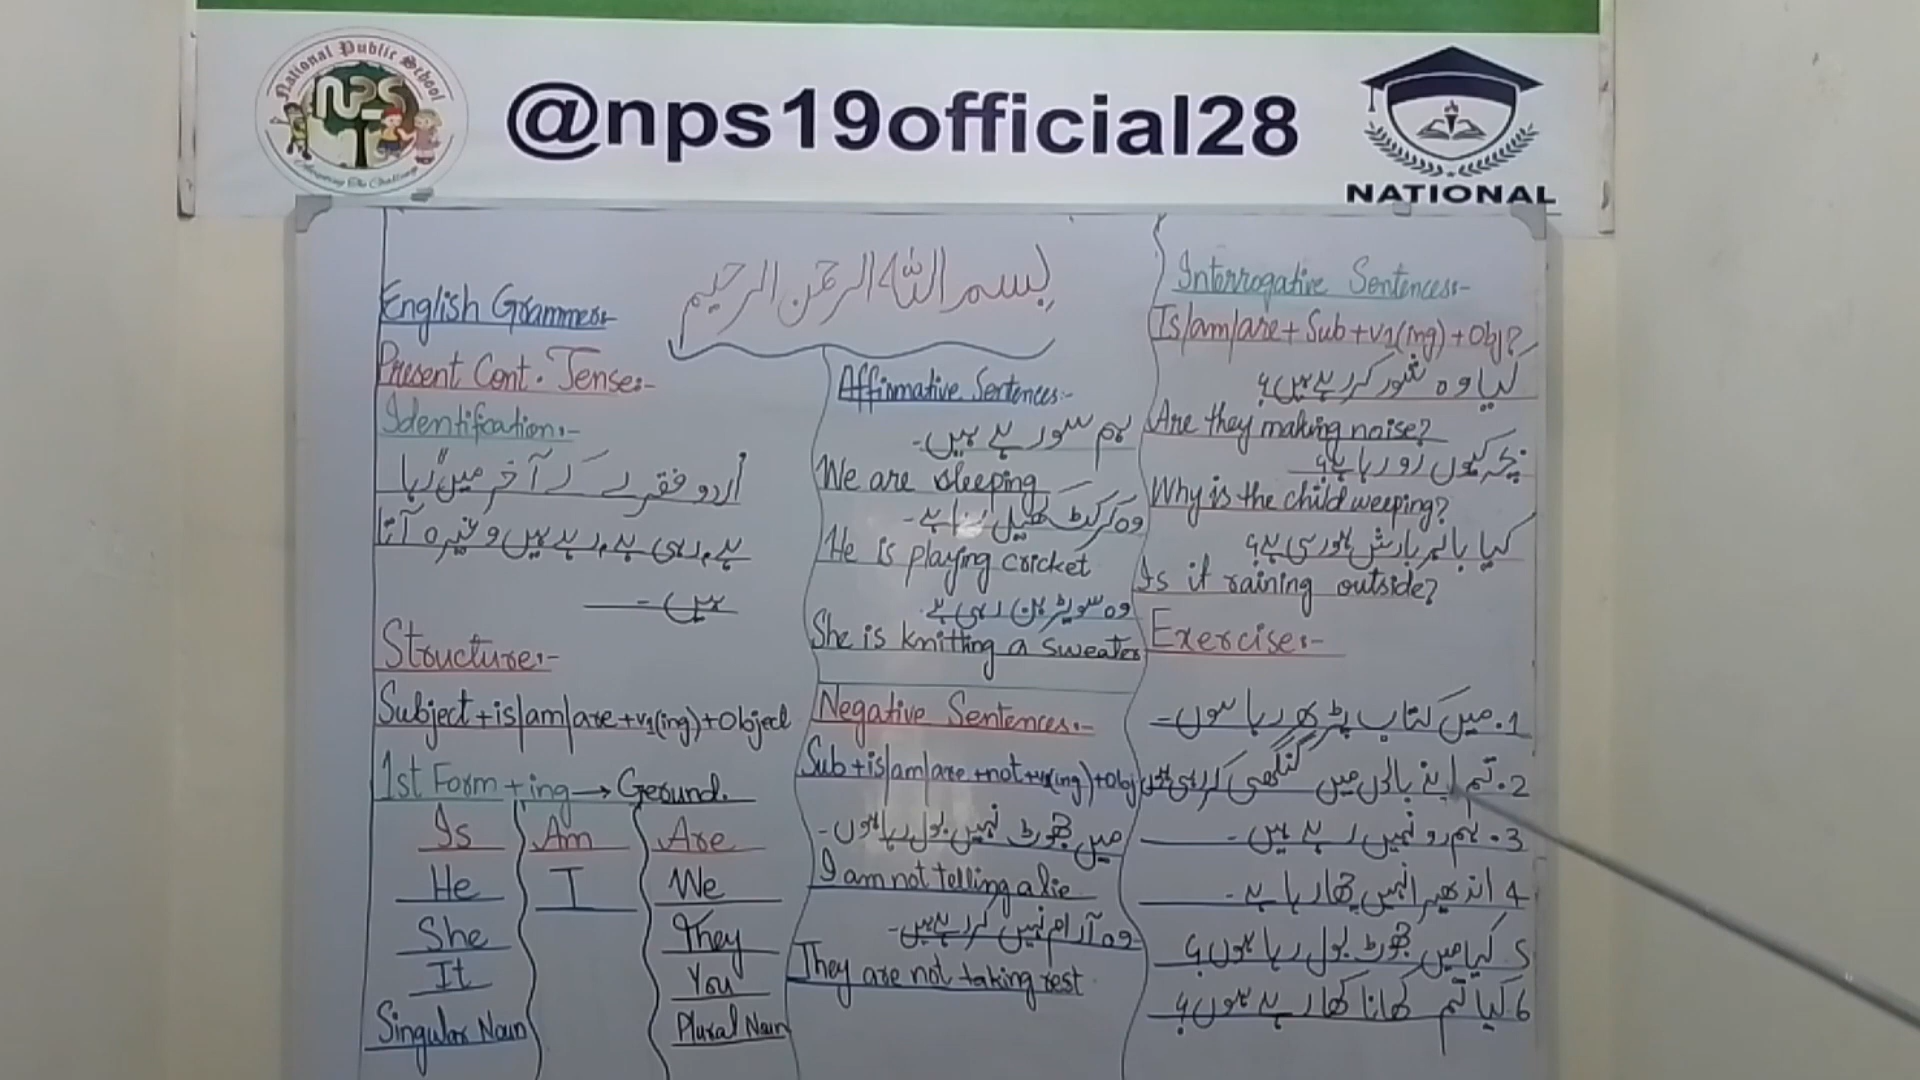 National Public School
NPS
@nps19official28
NATIONAL
بسم اللہ الرحمن الرحیم
English Grammer:-
Present Cont. Tense:-
Identification:-
اُردو فقرے کے آخر میں "رہا
ہے، رہی ہے، رہے ہیں وغیرہ آتا
ہیں۔
Structure:-
Subject+is/am/are+v1(ing)+Object
1st Form + ing → Gerund.
Is Am Are
He I We
She They
It You
Singular Noun Plural Noun
Affirmative Sentences:-
ہم سو رہے ہیں۔
We are sleeping
وہ کرکٹ کھیل رہا ہے۔
He is playing cricket
وہ سویٹر بن رہی ہے
She is knitting a sweater
Negative Sentences:-
Sub+is/am/are+not+v1(ing)+Obj
میں جھوٹ نہیں بول رہا ہوں۔
I am not telling a lie
وہ آرام نہیں کر رہے ہیں۔
They are not taking rest.
Interrogative Sentences:-
Is/am/are+Sub+v1(ing)+Obj?
کیا وہ شور کر رہے ہیں؟
Are they making noise?
بچہ کیوں رو رہا ہے؟
Why is the child weeping?
کیا باہر بارش ہو رہی ہے؟
Is it raining outside?
Exercise:-
1. میں کتاب پڑھ رہا ہوں۔
2. تم اپنے بالوں میں کنگھی کر رہی ہوں
3. ہم رو نہیں رہے ہیں۔
4 اندھیرا نہیں چھا رہا ہے۔
5 کیا میں جھوٹ بول رہا ہوں؟
6 کیا تم کھانا کھا رہے ہوں؟